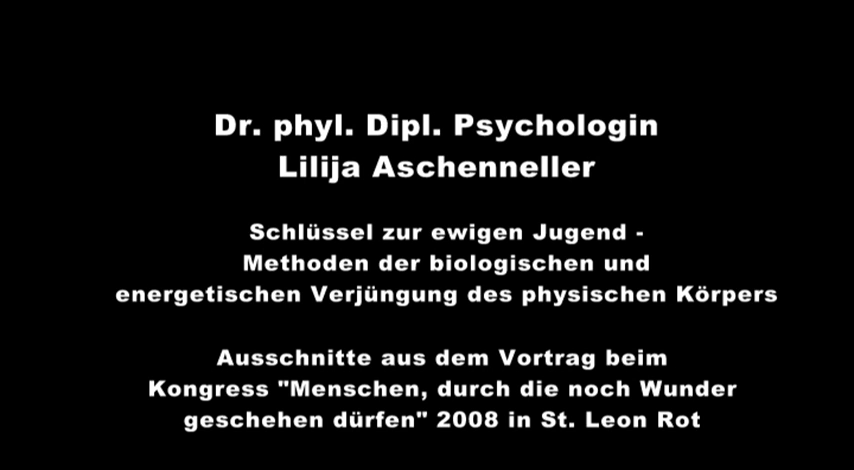 Dr. phyl. Dipl. Psychologin
Lilija Aschenneller
Schlüssel zur ewigen Jugend -
Methoden der biologischen und
energetischen Verjüngung des physischen Körpers
Ausschnitte aus dem Vortrag beim
Kongress "Menschen, durch die noch Wunder
geschehen dürfen" 2008 in St. Leon Rot